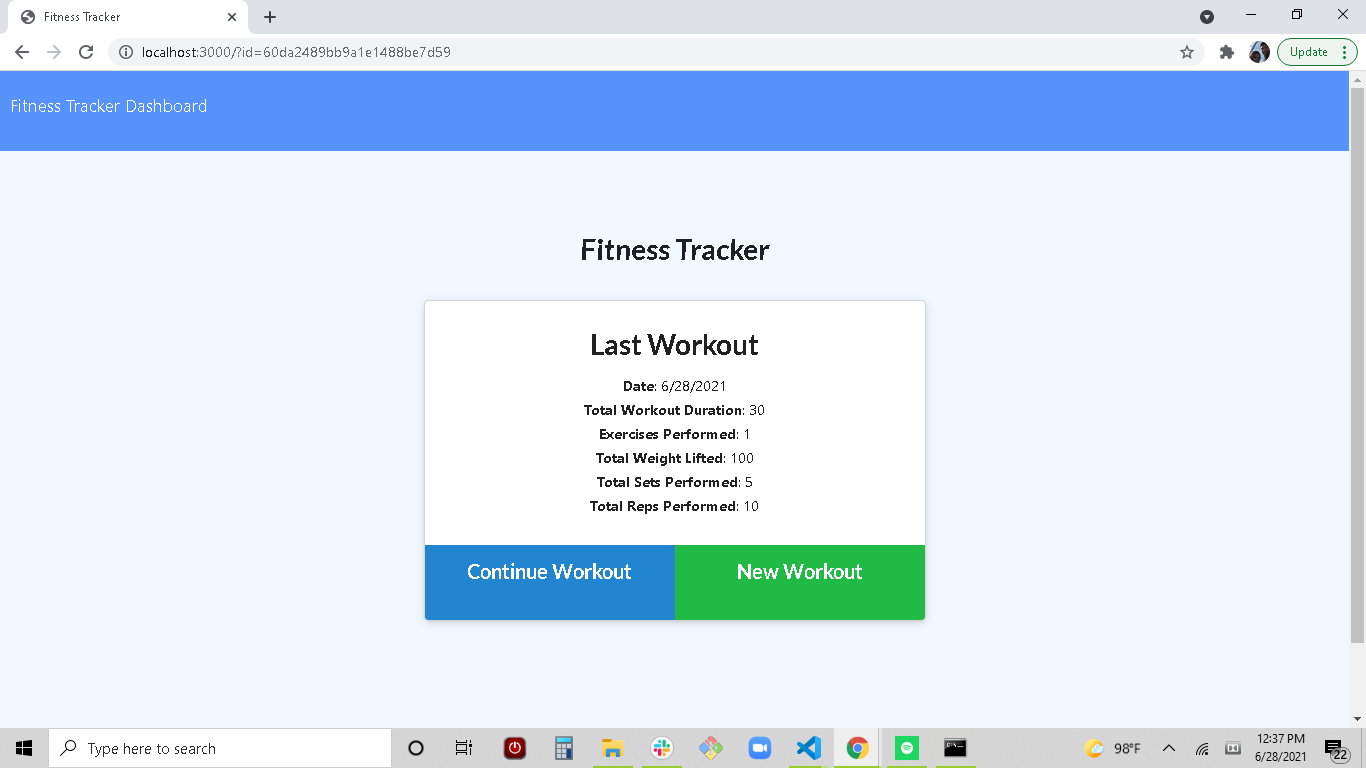 Fitness Tracker
localhost:3000/?id=60da2489bb9a1e1488be7d59
Update
Fitness Tracker Dashboard
Fitness Tracker
Last Workout
Date: 6/28/2021
Total Workout Duration: 30
Exercises Performed: 1
Total Weight Lifted: 100
Total Sets Performed: 5
Total Reps Performed: 10
Continue Workout
New Workout
Type here to search
98°F
12:37 PM
6/28/2021
22